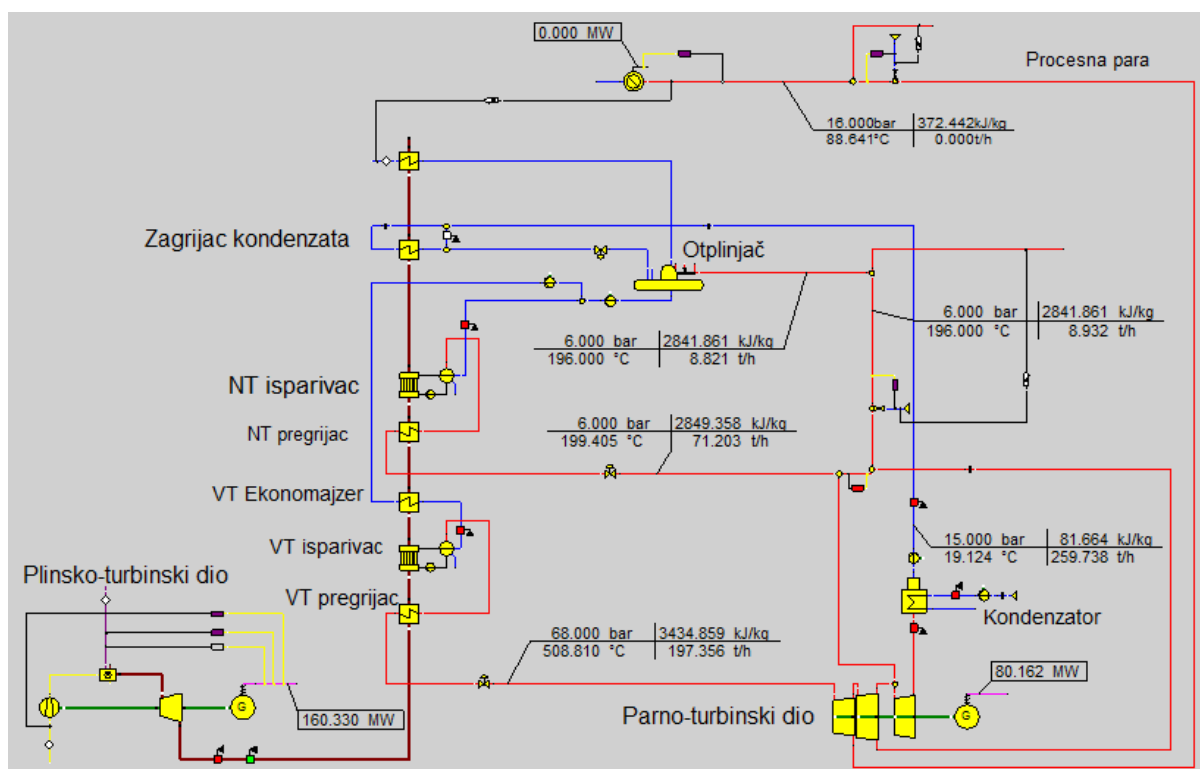 0.000 MW
Procesna para
16.000bar 372.442kJ/kg
88.641°C 0.000t/h
Zagrijac kondenzata
Otplinjač
6.000 bar 2841.861 kJ/kg
196.000 °C 8.932 t/h
6.000 bar 2841.861 kJ/kg
196.000 °C 8.821 t/h
NT isparivac
NT pregrijac
6.000 bar 2849.358 kJ/kg
199.405 °C 71.203 t/h
VT Ekonomajzer
VT isparivac
15.000 bar 81.664 kJ/kg
19.124 °C 259.738 t/h
Plinsko-turbinski dio
VT pregrijac
Kondenzator
68.000 bar 3434.859 kJ/kg
508.810 °C 197.356 t/h
80.162 MW
G
160.330 MW
Parno-turbinski dio
G